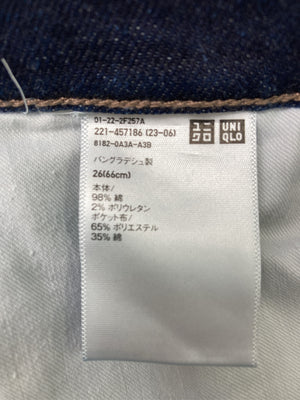 01-22-2F257A
221-457186 (23-06)
8182-0A3A-A3B
ユニクロ
UNIQLO
バングラデシュ製
26(66cm)
本体/
98% 綿
2% ポリウレタン
ポケット布/
65% ポリエステル
35% 綿